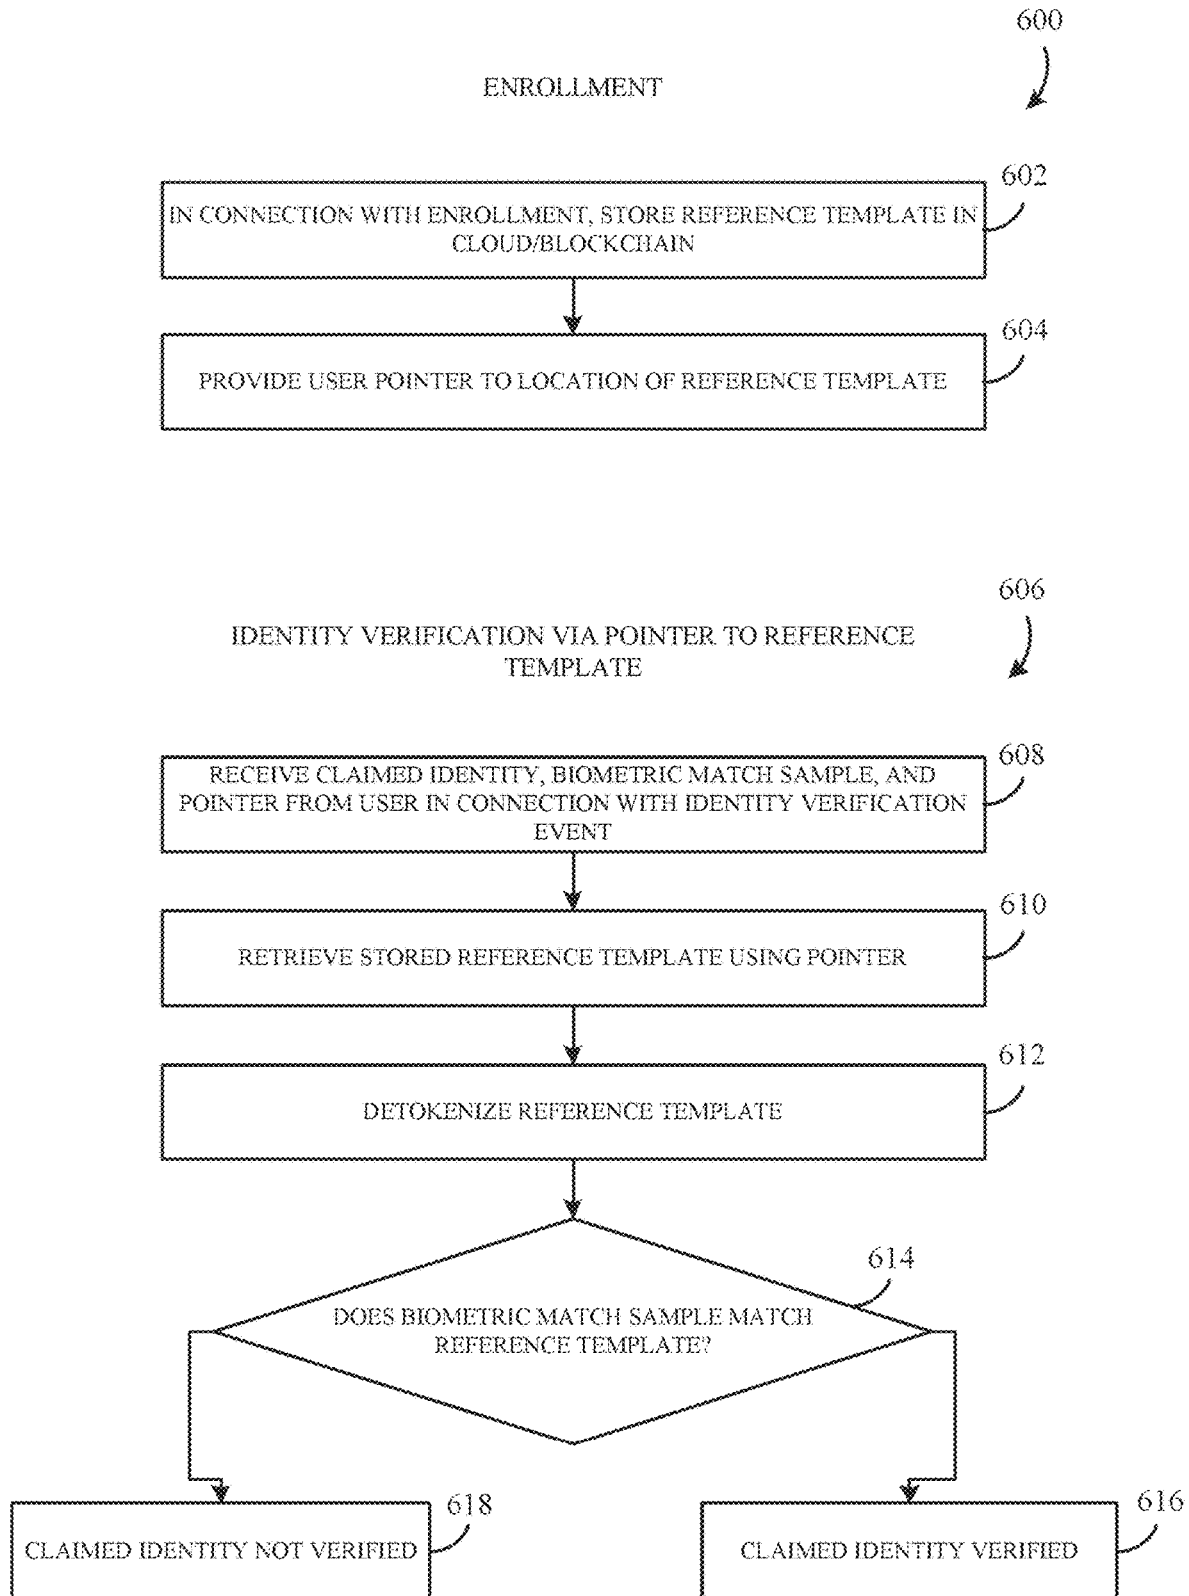 600
ENROLLMENT
602
IN CONNECTION WITH ENROLLMENT, STORE REFERENCE TEMPLATE IN
CLOUD/BLOCKCHAIN
604
PROVIDE USER POINTER TO LOCATION OF REFERENCE TEMPLATE
606
IDENTITY VERIFICATION VIA POINTER TO REFERENCE
TEMPLATE
608
RECEIVE CLAIMED IDENTITY, BIOMETRIC MATCH SAMPLE, AND
POINTER FROM USER IN CONNECTION WITH IDENTITY VERIFICATION
EVENT
610
RETRIEVE STORED REFERENCE TEMPLATE USING POINTER
612
DETOKENIZE REFERENCE TEMPLATE
614
DOES BIOMETRIC MATCH SAMPLE MATCH
REFERENCE TEMPLATE?
618
CLAIMED IDENTITY NOT VERIFIED
616
CLAIMED IDENTITY VERIFIED